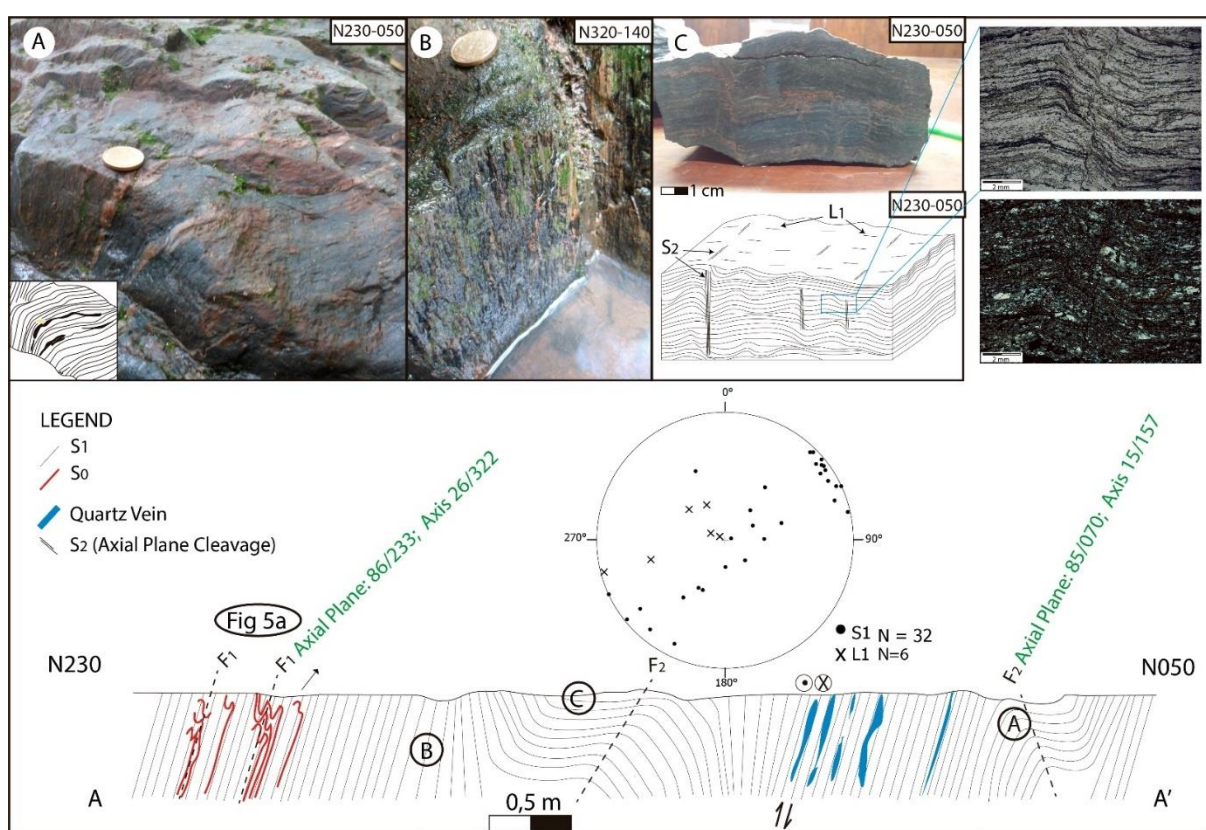 A
N230-050
B
N320-140
C
N230-050
1 cm
N230-050
L1
S2
2 mm
2 mm
LEGEND
S1
S0
Quartz Vein
S2 (Axial Plane Cleavage)
Fig 5a
F1
F1
Axial Plane: 86/233; Axis 26/322
0°
270°
90°
180°
S1 N = 32
L1 N=6
F2
F2
Axial Plane: 85/070; Axis 15/157
N230
N050
C
B
A
A
0,5 m
A'